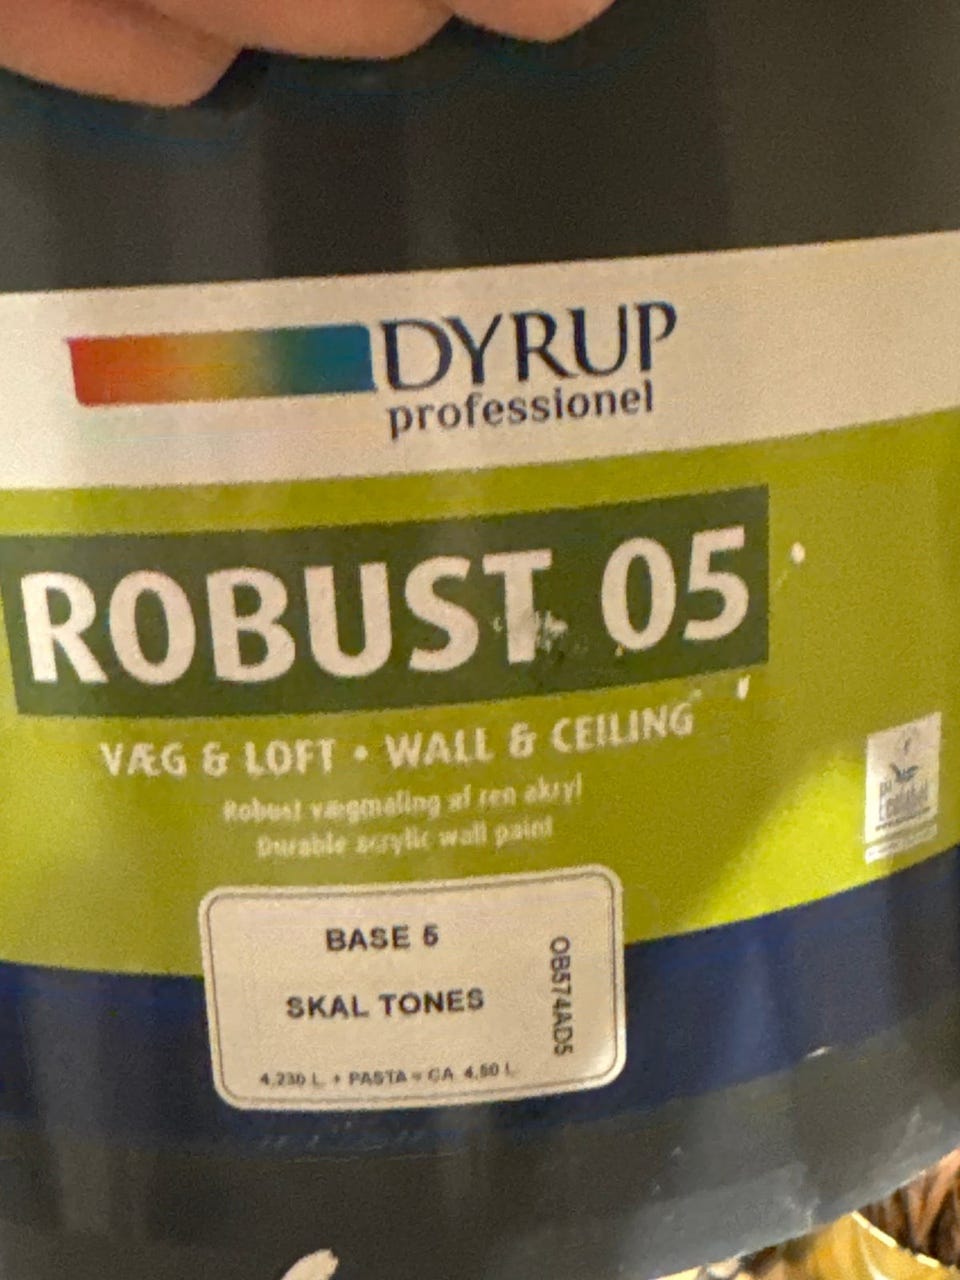 DYRUP
professionel
ROBUST 05
VÆG & LOFT • WALL & CEILING
Robust vægmaling af ren akryl
Durable acrylic wall paint
BASE 5
SKAL TONES
4,230 L + PASTA = CA 4,50 L
OB574AD5